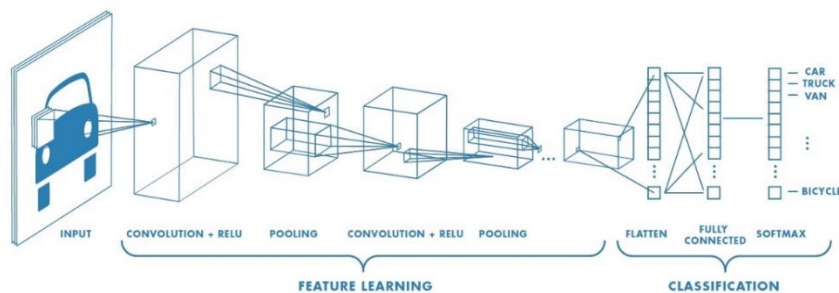 CAR
TRUCK
VAN
BICYCLE
INPUT
CONVOLUTION + RELU
POOLING
CONVOLUTION + RELU
POOLING
FLATTEN
FULLY
CONNECTED
SOFTMAX
FEATURE LEARNING
CLASSIFICATION